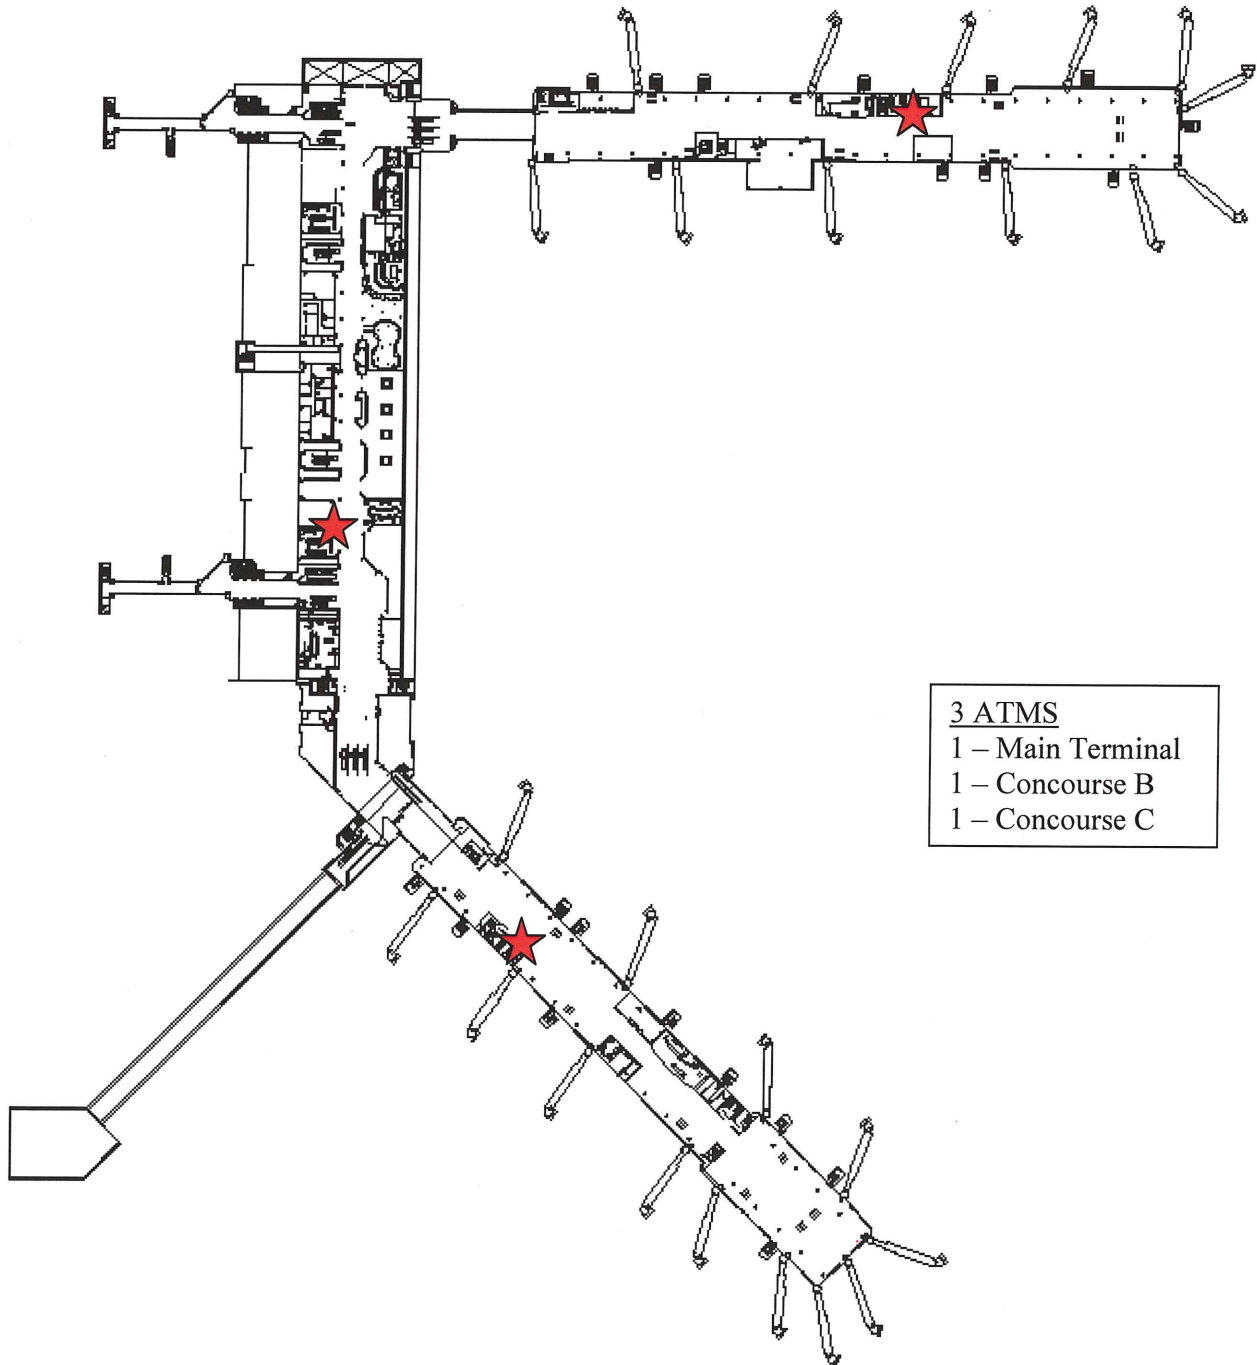 3 ATMS
1 – Main Terminal
1 – Concourse B
1 – Concourse C